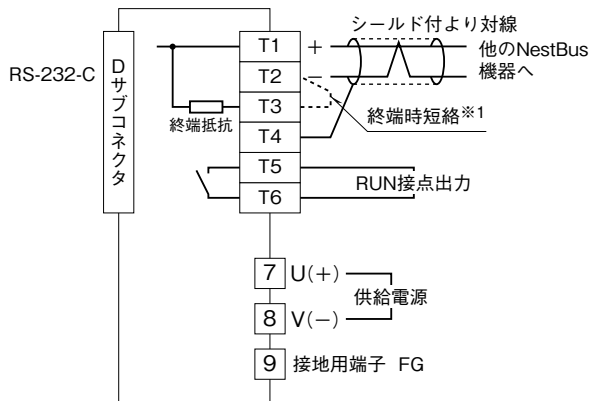 シールド付より対線
T1
+
他のNestBus
機器へ
RS-232-C
Dサブコネクタ
T2
−
T3
終端抵抗
終端時短絡※1
T4
T5
RUN接点出力
T6
7 U(+)
供給電源
8 V(−)
9 接地用端子 FG